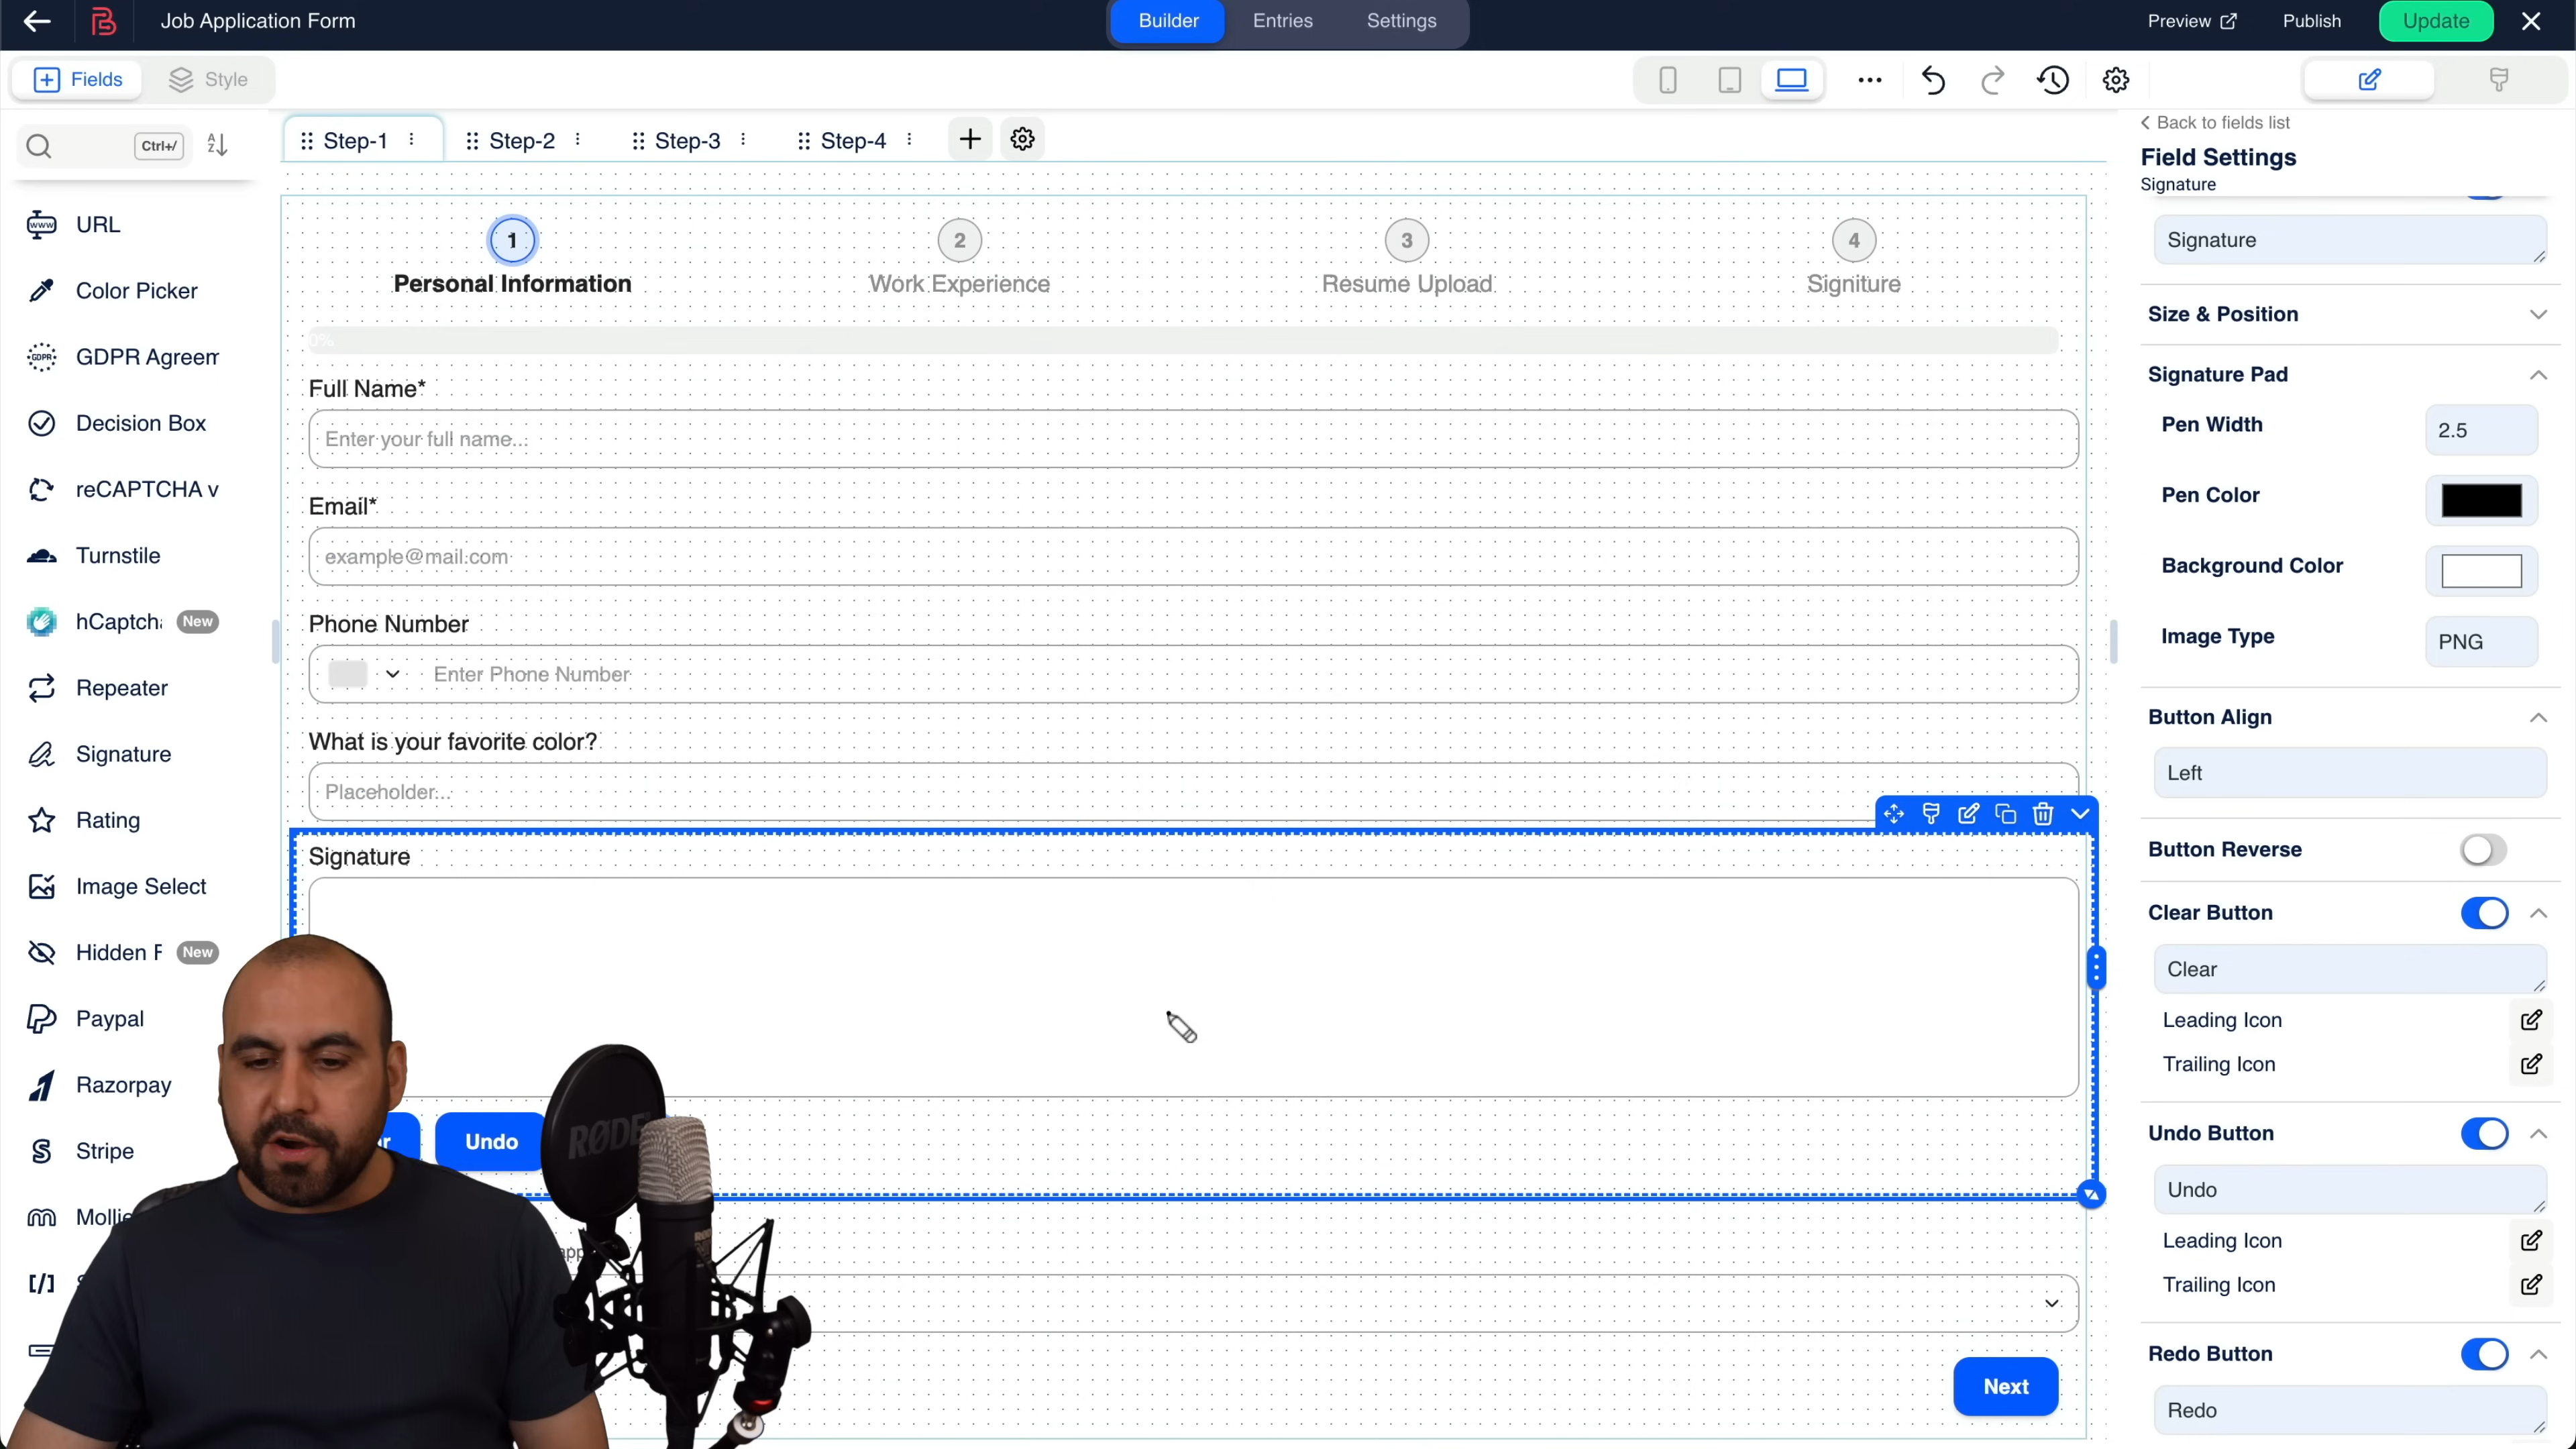 Job Application Form
Builder
Entries
Settings
Preview
Publish
Update
Fields
Style
Ctrl+/
Step-1
Step-2
Step-3
Step-4
URL
Color Picker
GDPR Agreem
Decision Box
reCAPTCHA v
Turnstile
hCaptcha
New
Repeater
Signature
Rating
Image Select
Hidden F
New
Paypal
Razorpay
Stripe
Mollie
1
2
3
4
Personal Information
Work Experience
Resume Upload
Signiture
0%
Full Name*
Enter your full name...
Email*
example@mail.com
Phone Number
Enter Phone Number
What is your favorite color?
Placeholder...
Signature
Undo
RØDE
Next
Back to fields list
Field Settings
Signature
Signature
Size & Position
Signature Pad
Pen Width
2.5
Pen Color
Background Color
Image Type
PNG
Button Align
Left
Button Reverse
Clear Button
Clear
Leading Icon
Trailing Icon
Undo Button
Undo
Leading Icon
Trailing Icon
Redo Button
Redo